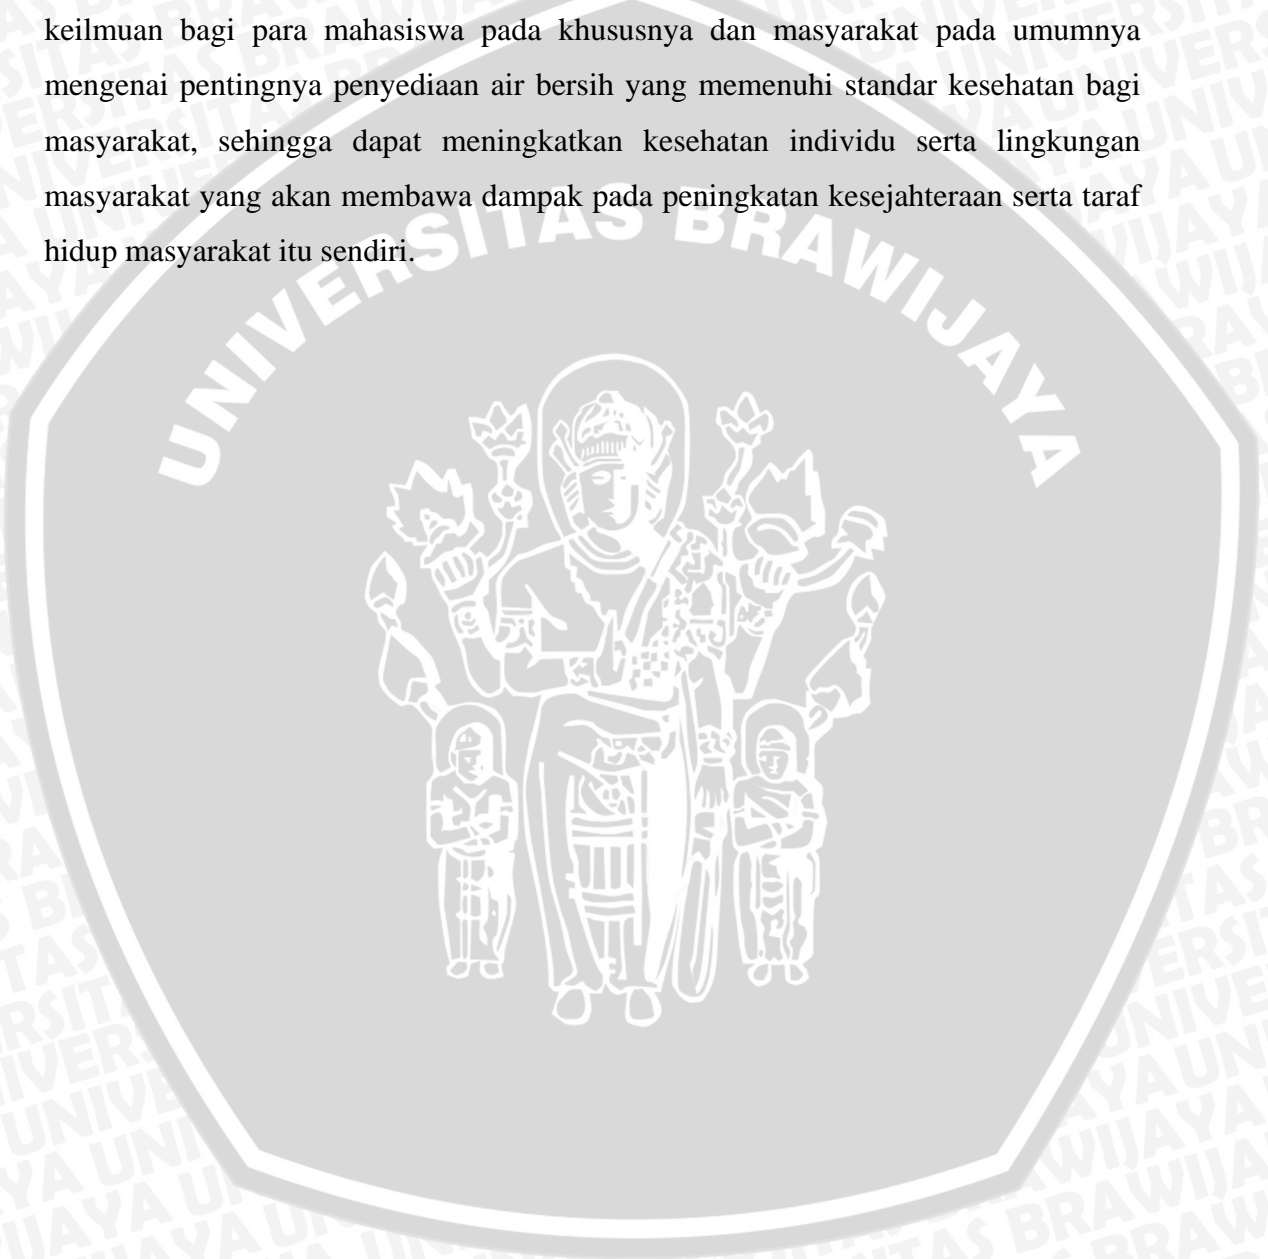 keilmuan bagi para mahasiswa pada khususnya dan masyarakat pada umumnya
mengenai pentingnya penyediaan air bersih yang memenuhi standar kesehatan bagi
masyarakat, sehingga dapat meningkatkan kesehatan individu serta lingkungan
masyarakat yang akan membawa dampak pada peningkatan kesejahteraan serta taraf
hidup masyarakat itu sendiri.
UNIVERSITAS BRAWIJAYA